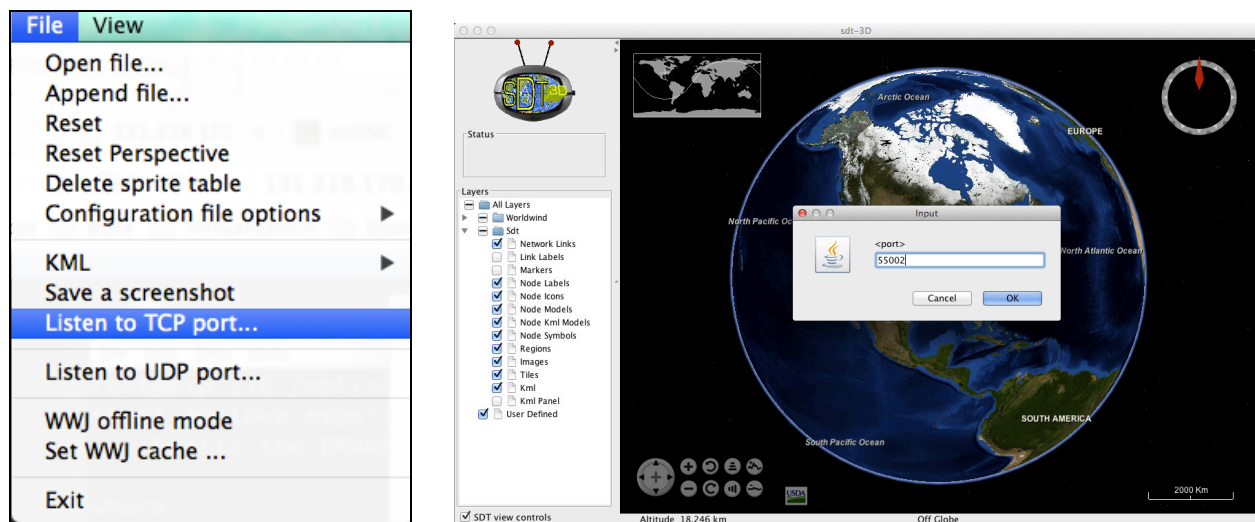 File View
Open file...
Append file...
Reset
Reset Perspective
Delete sprite table
Configuration file options
KML
Save a screenshot
Listen to TCP port...
Listen to UDP port...
WWJ offline mode
Set WWJ cache ...
Exit
sdt-3D
SDT 3D
Status
Layers
All Layers
Worldwind
Sdt
Network Links
Link Labels
Markers
Node Labels
Node Icons
Node Models
Node Kml Models
Node Symbols
Regions
Images
Tiles
Kml
Kml Panel
User Defined
SDT view controls
Arctic Ocean
EUROPE
North Pacific Oc
Input
<port>
55002
Cancel OK
North Atlantic Ocean
SOUTH AMERICA
South Pacific Ocean
USDA
2000 Km
Altitude 18,246 km
Off Globe